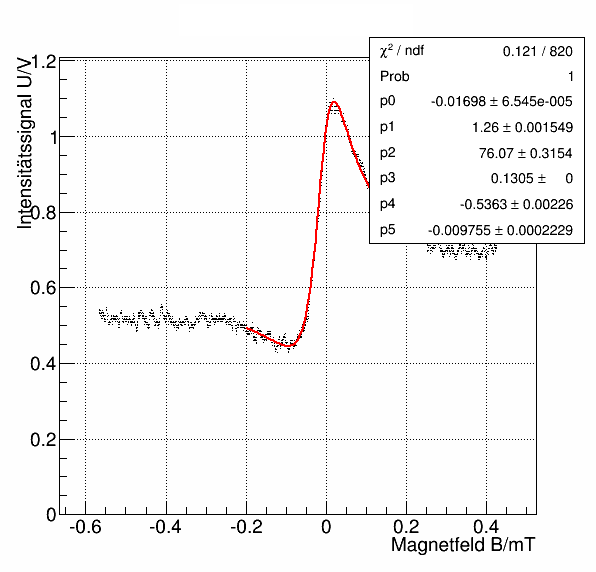 χ² / ndf 0.121 / 820
Prob 1
p0 -0.01698 ± 6.545e-005
p1 1.26 ± 0.001549
p2 76.07 ± 0.3154
p3 0.1305 ± 0
p4 -0.5363 ± 0.00226
p5 -0.009755 ± 0.0002229
Intensitätssignal U/V
1.2
1
0.8
0.6
0.4
0.2
0
-0.6 -0.4 -0.2 0 0.2 0.4
Magnetfeld B/mT